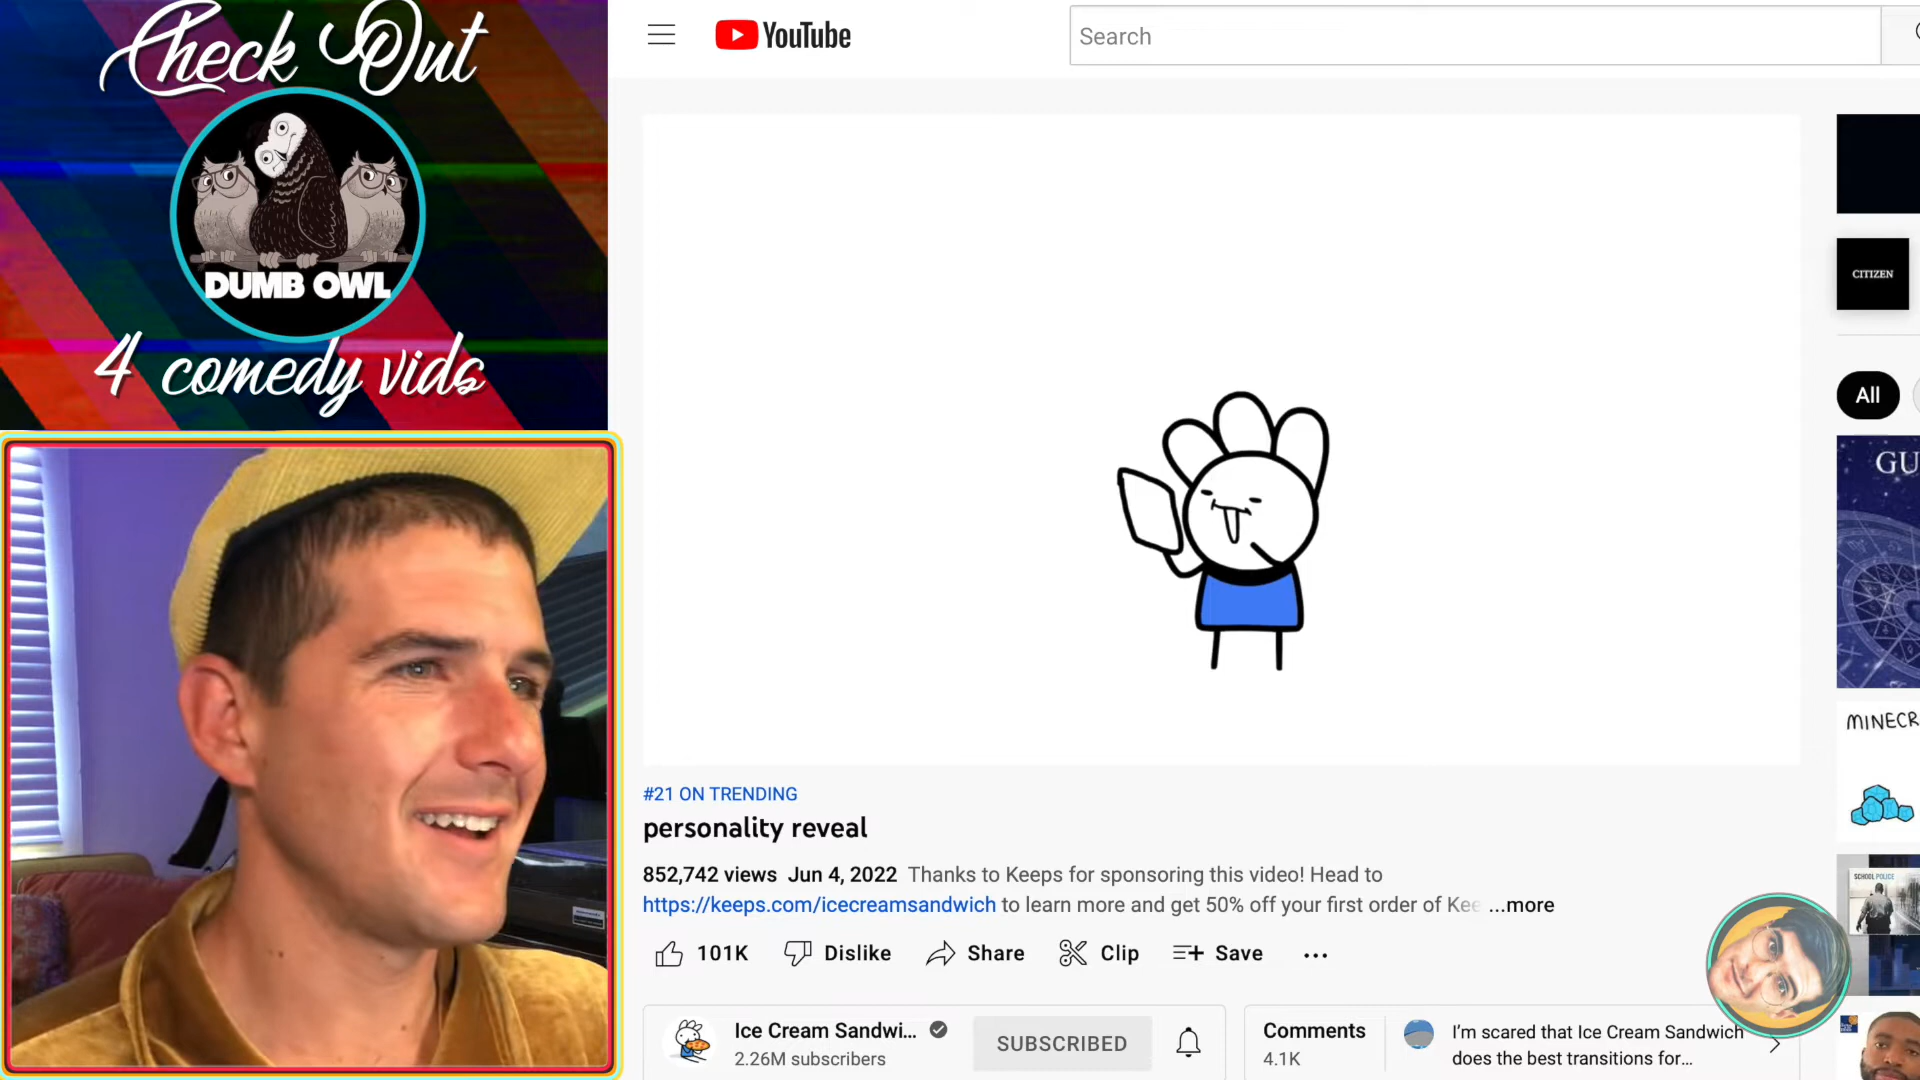 Check Out
DUMB OWL
4 comedy vids
YouTube
Search
CITIZEN
All
GU
MINECR
SCHOOL POLICE
#21 ON TRENDING
personality reveal
852,742 views Jun 4, 2022 Thanks to Keeps for sponsoring this video! Head to
https://keeps.com/icecreamsandwich to learn more and get 50% off your first order of Kee ...more
101K Dislike Share Clip Save
Ice Cream Sandwi...
2.26M subscribers
SUBSCRIBED
Comments
4.1K
I'm scared that Ice Cream Sandwich
does the best transitions for...